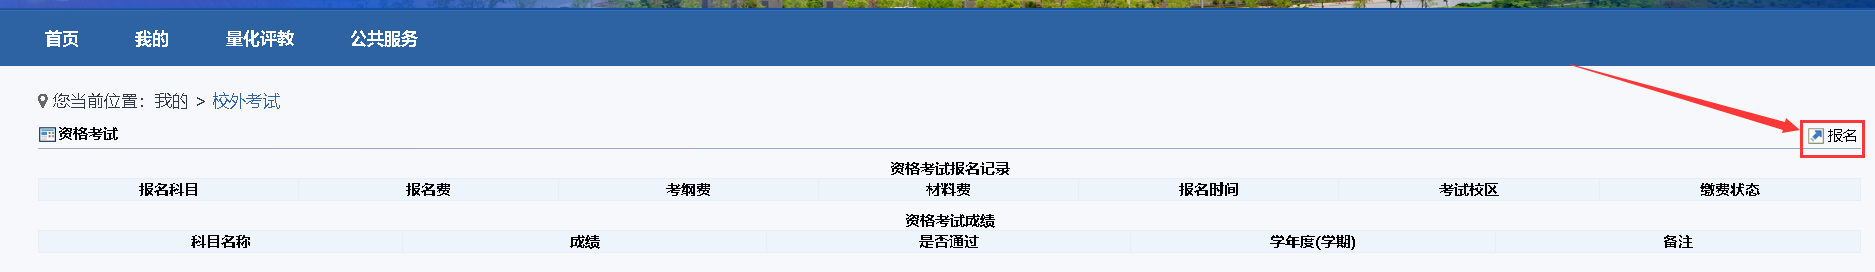 首页 我的 量化评教 公共服务
您当前位置：我的 > 校外考试
资格考试 报名
资格考试报名记录
报名科目 报名费 考纲费 材料费 报名时间 考试校区 缴费状态
资格考试成绩
科目名称 成绩 是否通过 学年度(学期) 备注